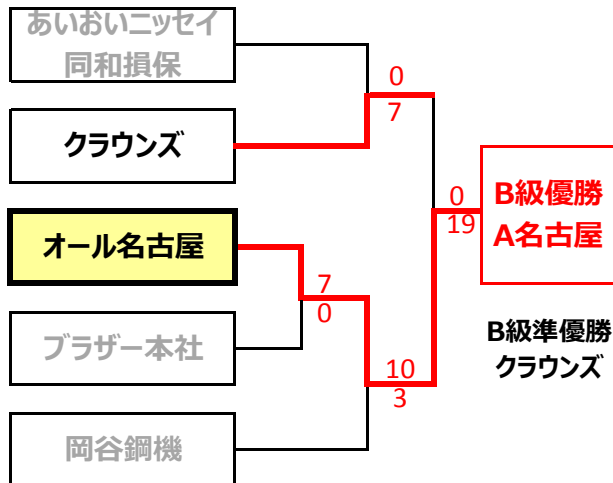 あいおいニッセイ
同和損保
0
7
クラウンズ
0
19
B級優勝
A名古屋
オール名古屋
7
0
ブラザー本社
B級準優勝
クラウンズ
10
3
岡谷鋼機